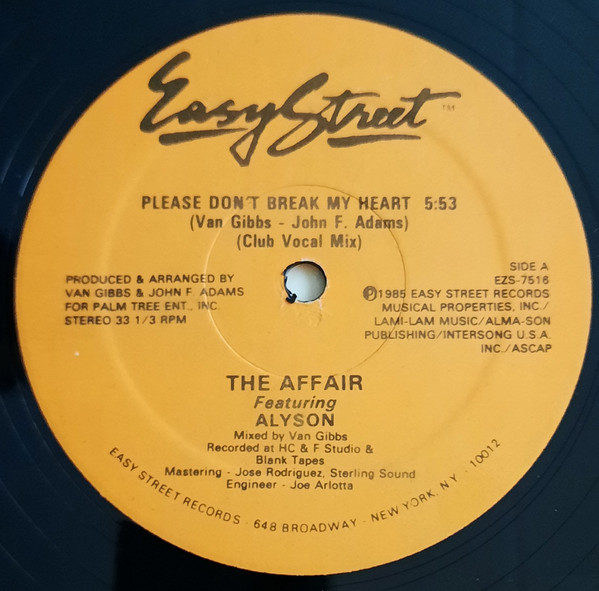 Easy Street ™
PLEASE DON'T BREAK MY HEART 5:53
(Van Gibbs - John F. Adams)
(Club Vocal Mix)
PRODUCED & ARRANGED BY
VAN GIBBS & JOHN F. ADAMS
FOR PALM TREE ENT., INC.
STEREO 33 1/3 RPM
SIDE A
EZS-7516
℗1985 EASY STREET RECORDS
MUSICAL PROPERTIES, INC./
LAMI-LAM MUSIC/ALMA-SON
PUBLISHING/INTERSONG U.S.A.
INC./ASCAP
THE AFFAIR
Featuring
ALYSON
Mixed by Van Gibbs
Recorded at HC & F Studio &
Blank Tapes
Mastering - Jose Rodriguez, Sterling Sound
Engineer - Joe Arlotta
EASY STREET RECORDS - 648 BROADWAY - NEW YORK, NY - 10012